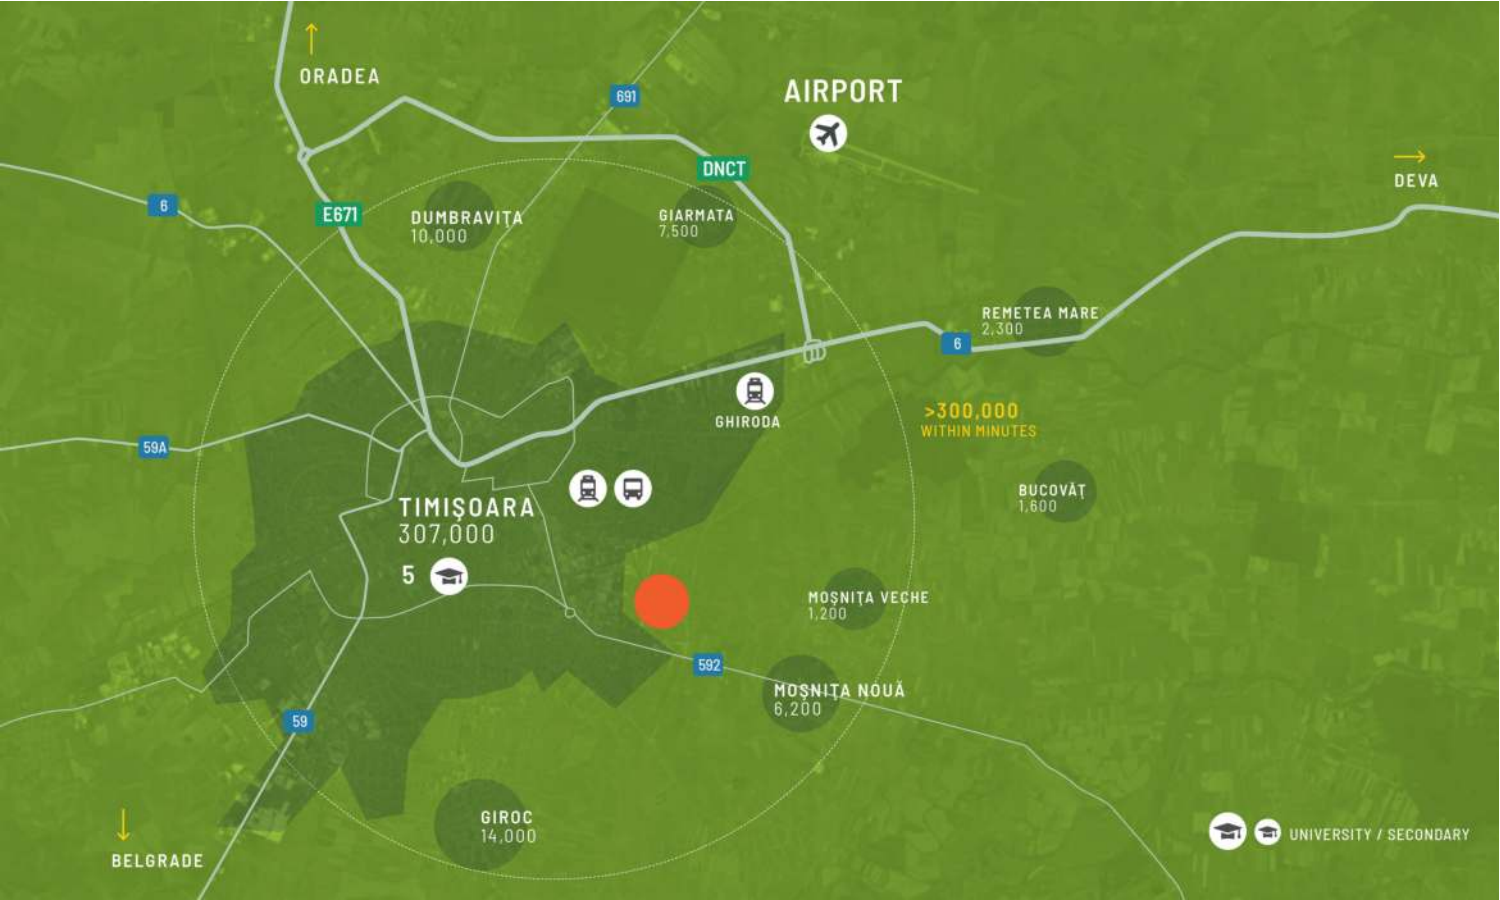 ORADEA
691
AIRPORT
DNCT
DEVA
6
E671
DUMBRAVIȚA
10,000
GIARMATA
7,500
REMETEA MARE
2,300
6
GHIRODA
>300,000
WITHIN MINUTES
59A
BUCOVĂȚ
1,600
TIMIȘOARA
307,000
5
MOȘNIȚA VECHE
1,200
592
MOȘNIȚA NOUĂ
6,200
59
GIROC
14,000
BELGRADE
UNIVERSITY / SECONDARY